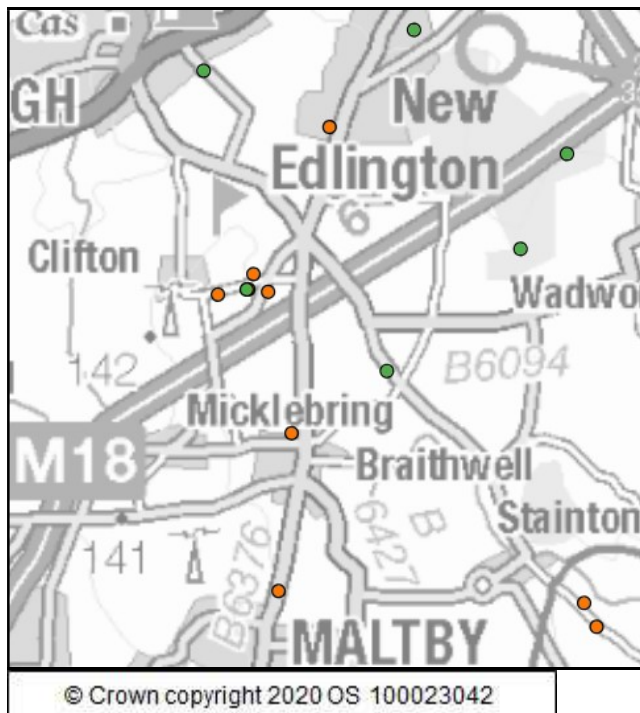 Cas
3
GH
New
Edlington
6
Clifton
Wadwo
142
B6094
Micklebring
M18
Braithwell
B
6427
Stainton
141
B6376
MALTBY
© Crown copyright 2020 OS 100023042